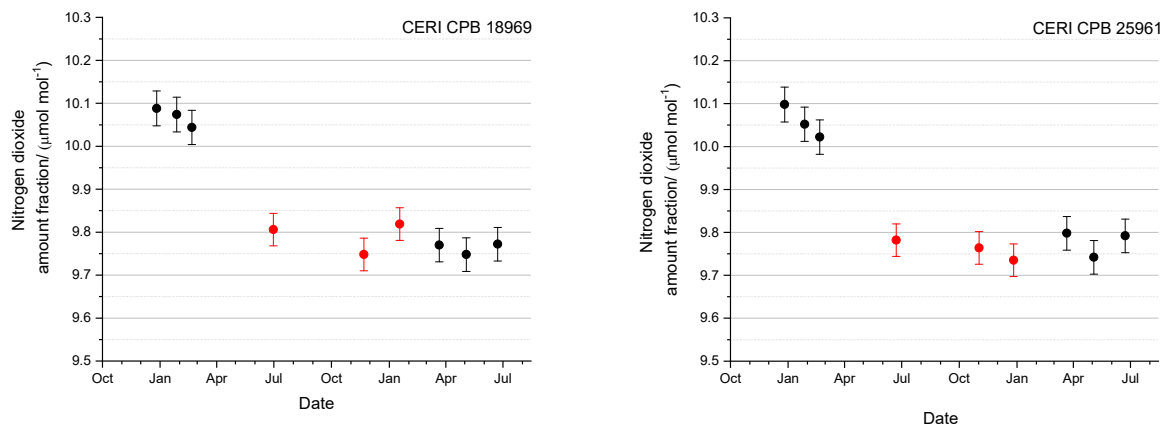 CERI CPB 18969
Nitrogen dioxide
amount fraction/ (μmol mol⁻¹)
10.3
10.2
10.1
10.0
9.9
9.8
9.7
9.6
9.5
Oct Jan Apr Jul Oct Jan Apr Jul
Date
CERI CPB 25961
Nitrogen dioxide
amount fraction/ (μmol mol⁻¹)
10.3
10.2
10.1
10.0
9.9
9.8
9.7
9.6
9.5
Oct Jan Apr Jul Oct Jan Apr Jul
Date